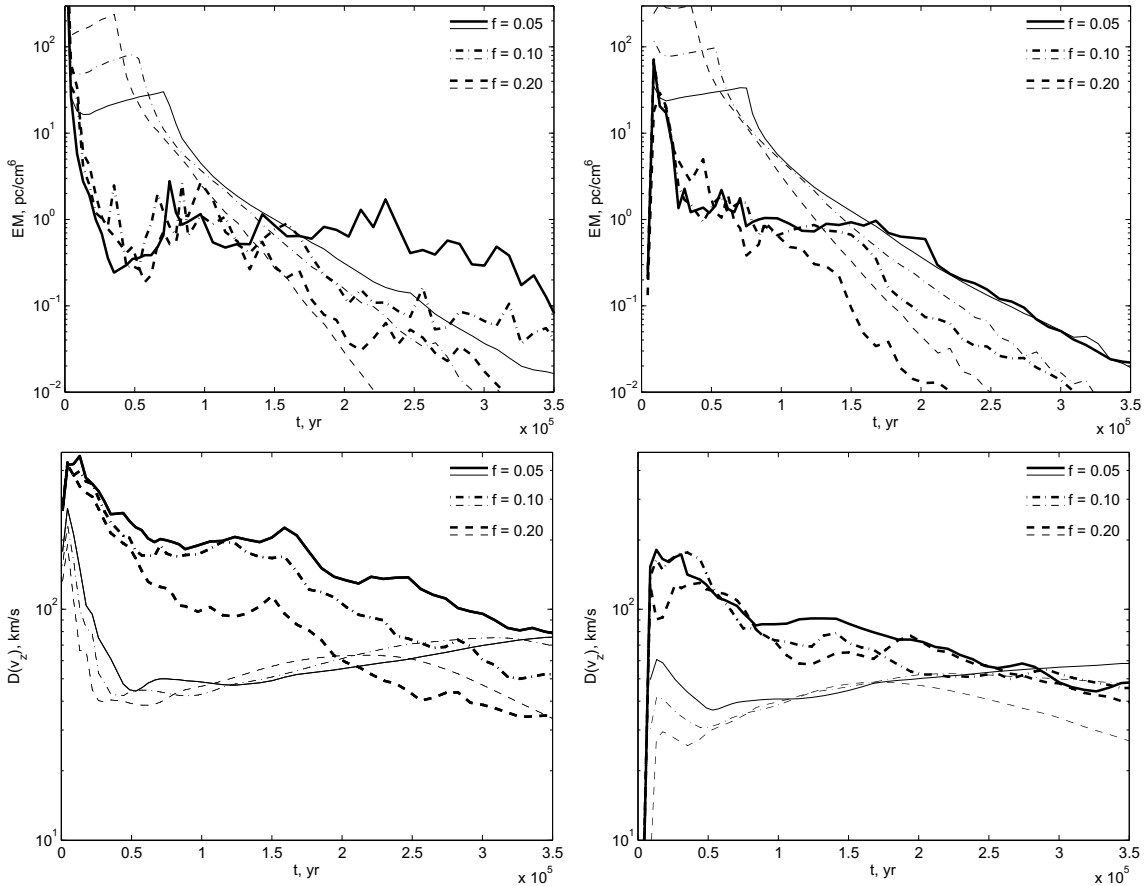 EM, pc/cm^6
10^2
10^1
10^0
10^-1
10^-2
f = 0.05
f = 0.10
f = 0.20
0 0.5 1 1.5 2 2.5 3 3.5
t, yr
x 10^5
EM, pc/cm^6
10^2
10^1
10^0
10^-1
10^-2
f = 0.05
f = 0.10
f = 0.20
0 0.5 1 1.5 2 2.5 3 3.5
t, yr
x 10^5
D(v_z), km/s
10^2
10^1
f = 0.05
f = 0.10
f = 0.20
0 0.5 1 1.5 2 2.5 3 3.5
t, yr
x 10^5
D(v_z), km/s
10^2
10^1
f = 0.05
f = 0.10
f = 0.20
0 0.5 1 1.5 2 2.5 3 3.5
t, yr
x 10^5